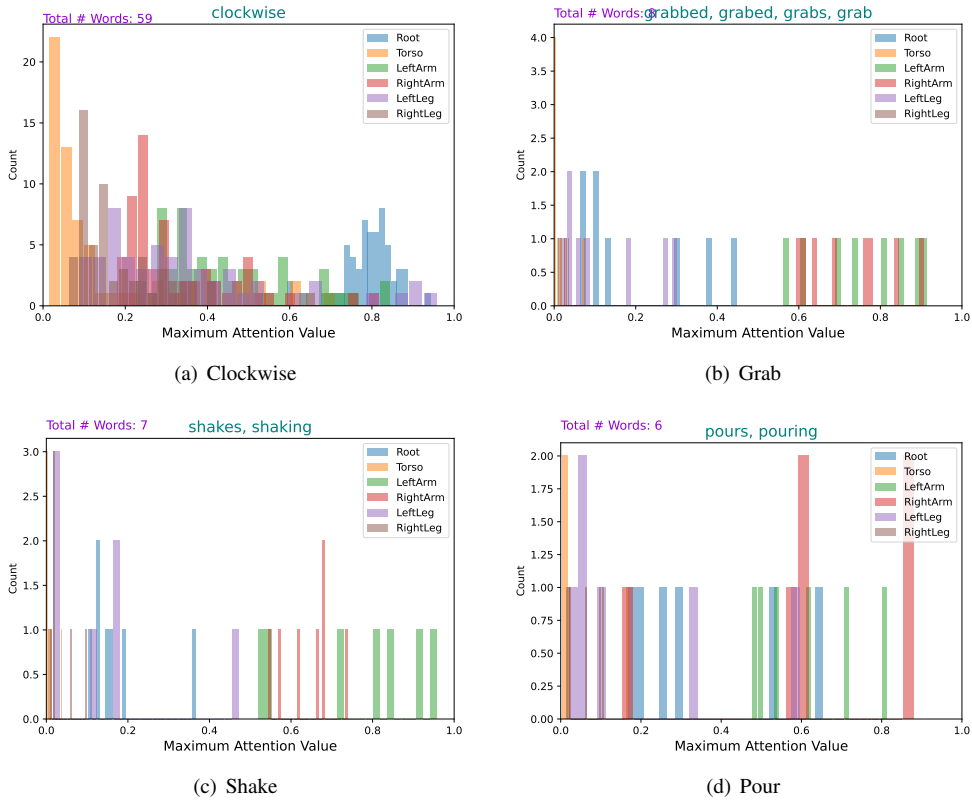 Total # Words: 59
clockwise
Count
25
20
15
10
5
0
0.0 0.2 0.4 0.6 0.8 1.0
Maximum Attention Value
Root
Torso
LeftArm
RightArm
LeftLeg
RightLeg
(a) Clockwise
Total # Words: 8
grabbed, grabed, grabs, grab
Count
4.0
3.5
3.0
2.5
2.0
1.5
1.0
0.5
0.0
0.0 0.2 0.4 0.6 0.8 1.0
Maximum Attention Value
Root
Torso
LeftArm
RightArm
LeftLeg
RightLeg
(b) Grab
Total # Words: 7
shakes, shaking
Count
3.0
2.5
2.0
1.5
1.0
0.5
0.0
0.0 0.2 0.4 0.6 0.8 1.0
Maximum Attention Value
Root
Torso
LeftArm
RightArm
LeftLeg
RightLeg
(c) Shake
Total # Words: 6
pours, pouring
Count
2.00
1.75
1.50
1.25
1.00
0.75
0.50
0.25
0.00
0.0 0.2 0.4 0.6 0.8 1.0
Maximum Attention Value
Root
Torso
LeftArm
RightArm
LeftLeg
RightLeg
(d) Pour